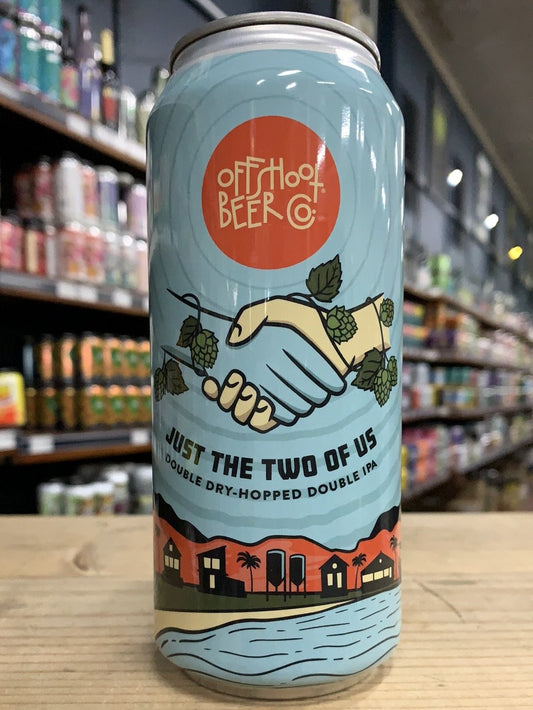 OFFSHOOT
BEER CO.
JUST THE TWO OF US
DOUBLE DRY-HOPPED DOUBLE IPA